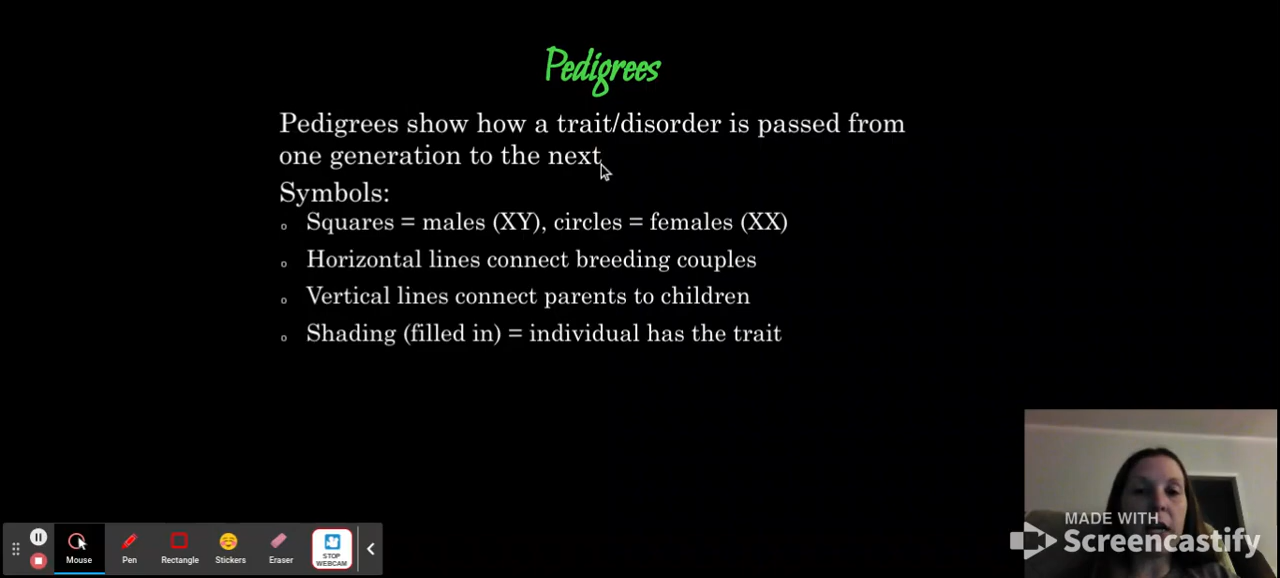 Pedigrees
Pedigrees show how a trait/disorder is passed from
one generation to the next
Symbols:
Squares = males (XY), circles = females (XX)
Horizontal lines connect breeding couples
Vertical lines connect parents to children
Shading (filled in) = individual has the trait
MADE WITH
Screencastify
Mouse Pen Rectangle Stickers Eraser STOP
WEBCAM